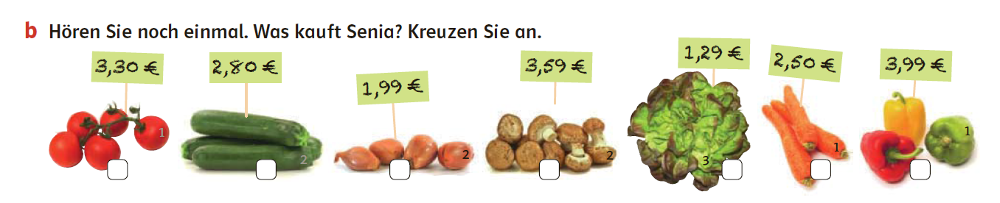 b Hören Sie noch einmal. Was kauft Senia? Kreuzen Sie an.
3,30 € 2,80 € 1,99 € 3,59 € 1,29 € 2,50 € 3,99 €
1 2 2 2 3 1 1